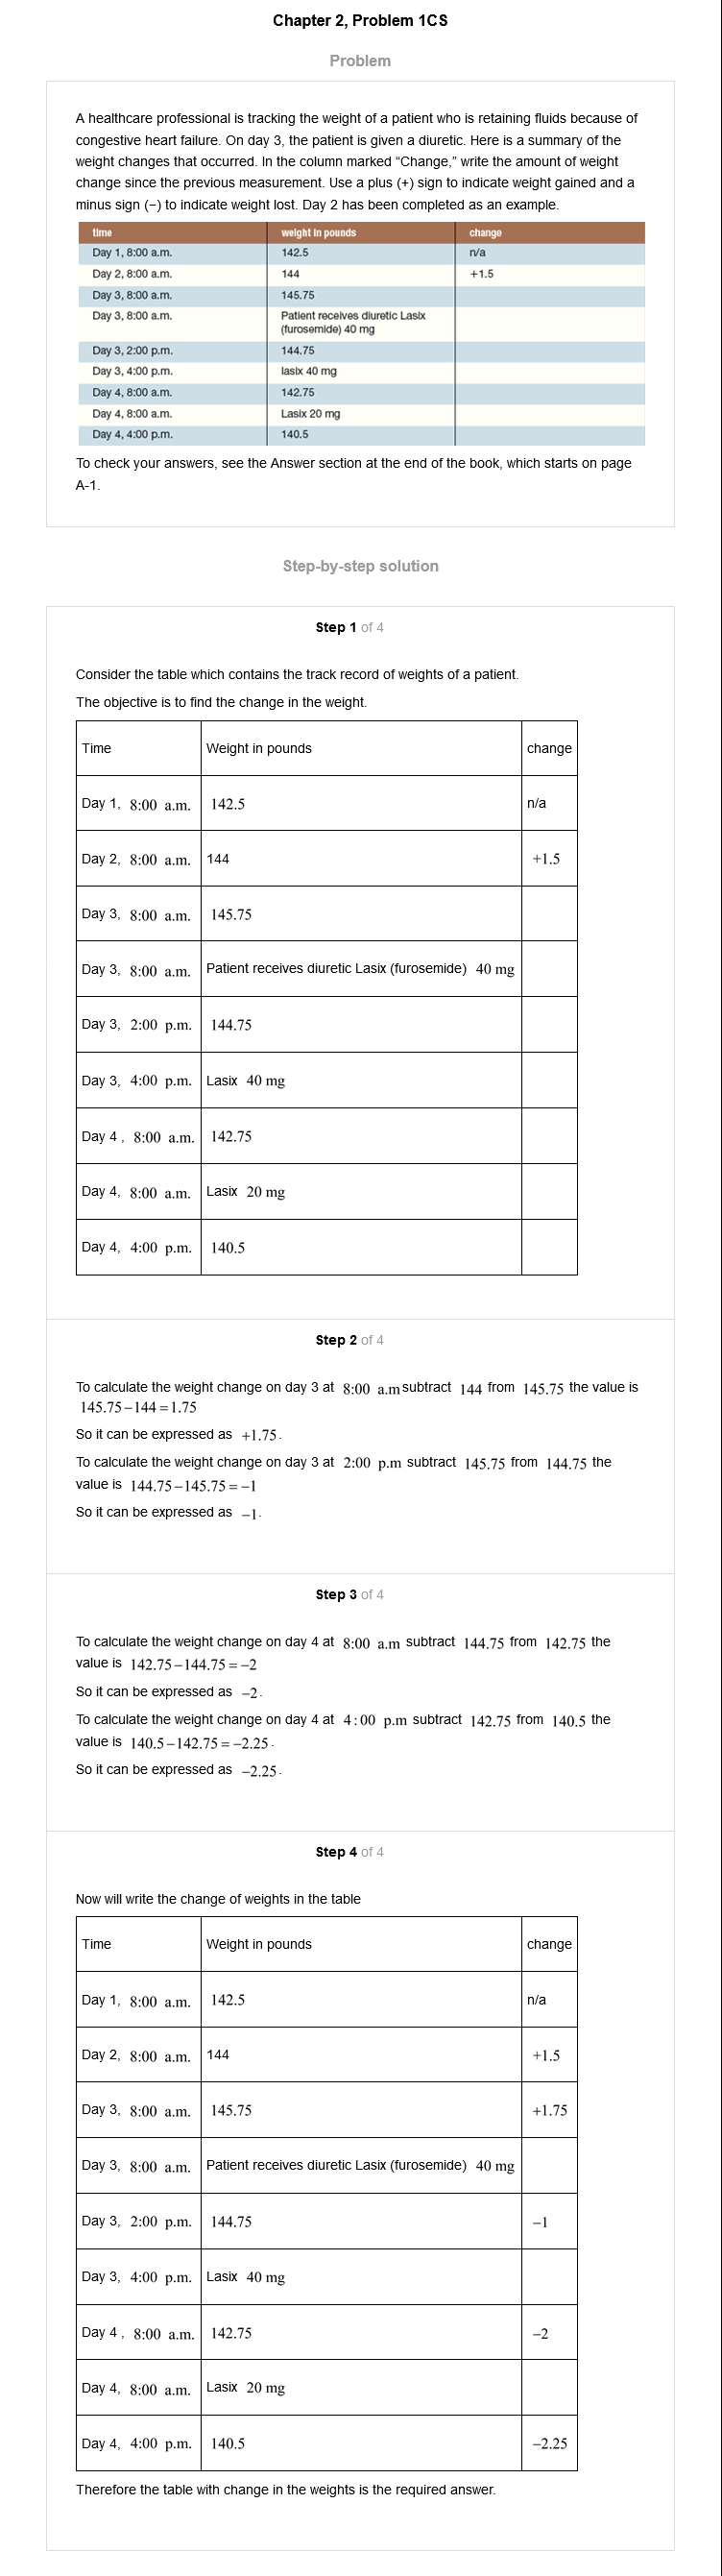 Chapter 2, Problem 1CS
Problem
A healthcare professional is tracking the weight of a patient who is retaining fluids because of
congestive heart failure. On day 3, the patient is given a diuretic. Here is a summary of the
weight changes that occurred. In the column marked “Change,” write the amount of weight
change since the previous measurement. Use a plus (+) sign to indicate weight gained and a
minus sign (−) to indicate weight lost. Day 2 has been completed as an example.
time weight in pounds change
Day 1, 8:00 a.m. 142.5 n/a
Day 2, 8:00 a.m. 144 +1.5
Day 3, 8:00 a.m. 145.75
Day 3, 8:00 a.m. Patient receives diuretic Lasix
(furosemide) 40 mg
Day 3, 2:00 p.m. 144.75
Day 3, 4:00 p.m. lasix 40 mg
Day 4, 8:00 a.m. 142.75
Day 4, 8:00 a.m. Lasix 20 mg
Day 4, 4:00 p.m. 140.5
To check your answers, see the Answer section at the end of the book, which starts on page
A-1.
Step-by-step solution
Step 1 of 4
Consider the table which contains the track record of weights of a patient.
The objective is to find the change in the weight.
Time Weight in pounds change
Day 1, 8:00 a.m. 142.5 n/a
Day 2, 8:00 a.m. 144 +1.5
Day 3, 8:00 a.m. 145.75
Day 3, 8:00 a.m. Patient receives diuretic Lasix (furosemide) 40 mg
Day 3, 2:00 p.m. 144.75
Day 3, 4:00 p.m. Lasix 40 mg
Day 4 , 8:00 a.m. 142.75
Day 4, 8:00 a.m. Lasix 20 mg
Day 4, 4:00 p.m. 140.5
Step 2 of 4
To calculate the weight change on day 3 at 8:00 a.m subtract 144 from 145.75 the value is
145.75−144=1.75
So it can be expressed as +1.75.
To calculate the weight change on day 3 at 2:00 p.m subtract 145.75 from 144.75 the
value is 144.75−145.75=−1
So it can be expressed as −1.
Step 3 of 4
To calculate the weight change on day 4 at 8:00 a.m subtract 144.75 from 142.75 the
value is 142.75−144.75=−2
So it can be expressed as −2.
To calculate the weight change on day 4 at 4:00 p.m subtract 142.75 from 140.5 the
value is 140.5−142.75=−2.25.
So it can be expressed as −2.25.
Step 4 of 4
Now will write the change of weights in the table
Time Weight in pounds change
Day 1, 8:00 a.m. 142.5 n/a
Day 2, 8:00 a.m. 144 +1.5
Day 3, 8:00 a.m. 145.75 +1.75
Day 3, 8:00 a.m. Patient receives diuretic Lasix (furosemide) 40 mg
Day 3, 2:00 p.m. 144.75 −1
Day 3, 4:00 p.m. Lasix 40 mg
Day 4 , 8:00 a.m. 142.75 −2
Day 4, 8:00 a.m. Lasix 20 mg
Day 4, 4:00 p.m. 140.5 −2.25
Therefore the table with change in the weights is the required answer.